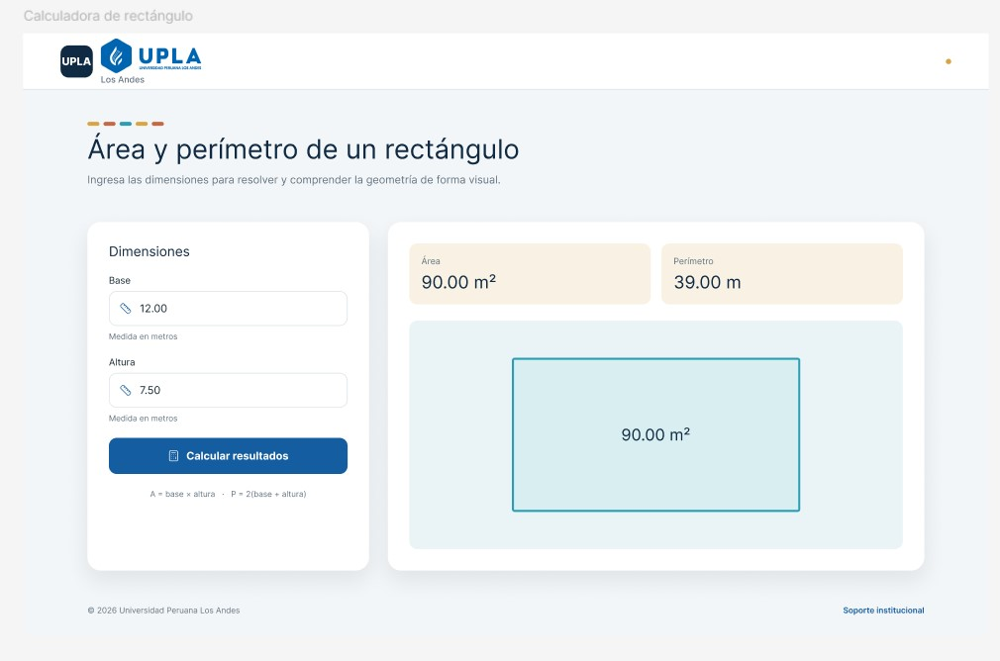 Calculadora de rectángulo
UPLA
UPLA
UNIVERSIDAD PERUANA LOS ANDES
Los Andes
Área y perímetro de un rectángulo
Ingresa las dimensiones para resolver y comprender la geometría de forma visual.
Dimensiones
Base
12.00
Medida en metros
Altura
7.50
Medida en metros
Calcular resultados
A = base × altura · P = 2(base + altura)
Área
90.00 m²
Perímetro
39.00 m
90.00 m²
© 2026 Universidad Peruana Los Andes
Soporte institucional